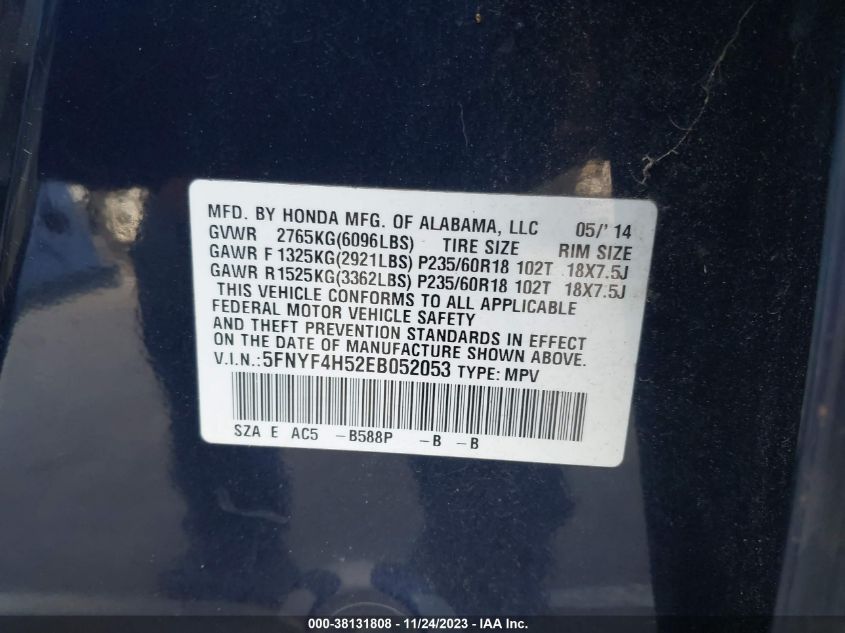 MFD. BY HONDA MFG. OF ALABAMA, LLC 05/' 14
GVWR 2765KG(6096LBS) TIRE SIZE RIM SIZE
GAWR F 1325KG(2921LBS) P235/60R18 102T 18X7.5J
GAWR R1525KG(3362LBS) P235/60R18 102T 18X7.5J
THIS VEHICLE CONFORMS TO ALL APPLICABLE
FEDERAL MOTOR VEHICLE SAFETY
AND THEFT PREVENTION STANDARDS IN EFFECT
ON THE DATE OF MANUFACTURE SHOWN ABOVE.
V.I.N.:5FNYF4H52EB052053 TYPE: MPV
SZA E AC5 -B588P -B -B
000-38131808 - 11/24/2023 - IAA Inc.